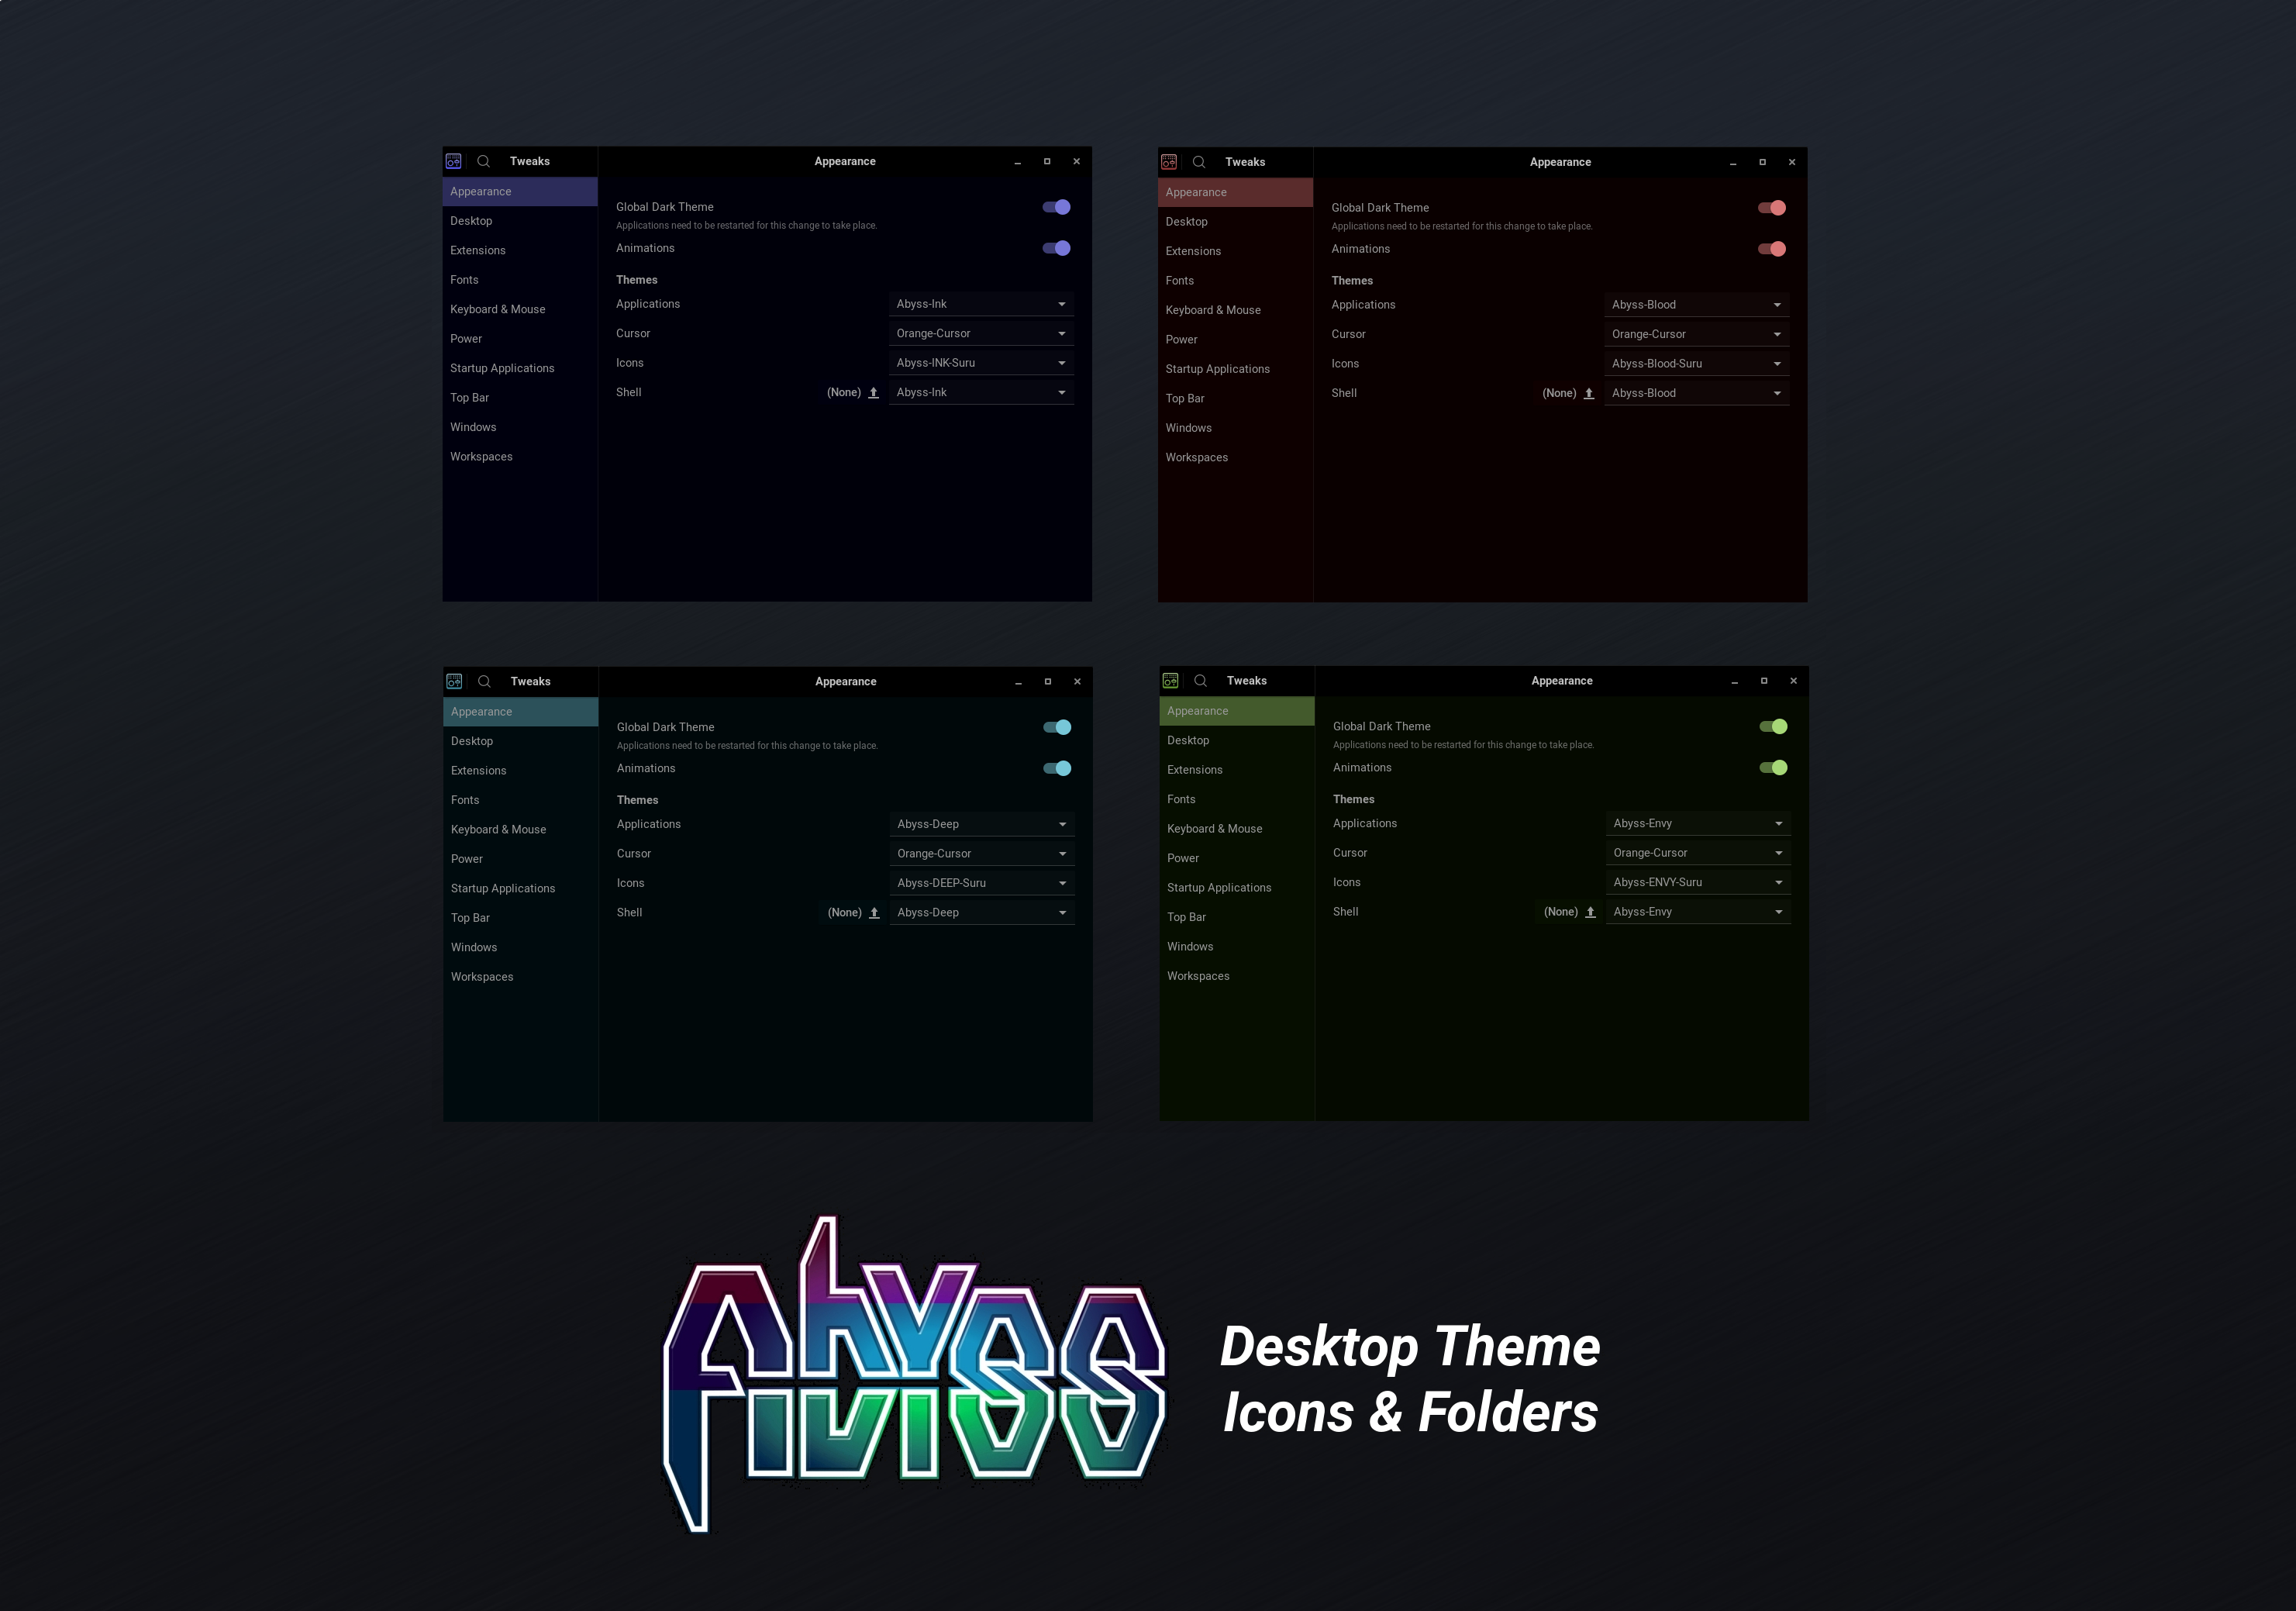 Tweaks
Appearance
Appearance
Desktop
Extensions
Fonts
Keyboard & Mouse
Power
Startup Applications
Top Bar
Windows
Workspaces
Global Dark Theme
Applications need to be restarted for this change to take place.
Animations
Themes
Applications Abyss-Ink
Cursor Orange-Cursor
Icons Abyss-INK-Suru
Shell (None) Abyss-Ink
Tweaks
Appearance
Appearance
Desktop
Extensions
Fonts
Keyboard & Mouse
Power
Startup Applications
Top Bar
Windows
Workspaces
Global Dark Theme
Applications need to be restarted for this change to take place.
Animations
Themes
Applications Abyss-Blood
Cursor Orange-Cursor
Icons Abyss-Blood-Suru
Shell (None) Abyss-Blood
Tweaks
Appearance
Appearance
Desktop
Extensions
Fonts
Keyboard & Mouse
Power
Startup Applications
Top Bar
Windows
Workspaces
Global Dark Theme
Applications need to be restarted for this change to take place.
Animations
Themes
Applications Abyss-Deep
Cursor Orange-Cursor
Icons Abyss-DEEP-Suru
Shell (None) Abyss-Deep
Tweaks
Appearance
Appearance
Desktop
Extensions
Fonts
Keyboard & Mouse
Power
Startup Applications
Top Bar
Windows
Workspaces
Global Dark Theme
Applications need to be restarted for this change to take place.
Animations
Themes
Applications Abyss-Envy
Cursor Orange-Cursor
Icons Abyss-ENVY-Suru
Shell (None) Abyss-Envy
Abyss
Desktop Theme
Icons & Folders